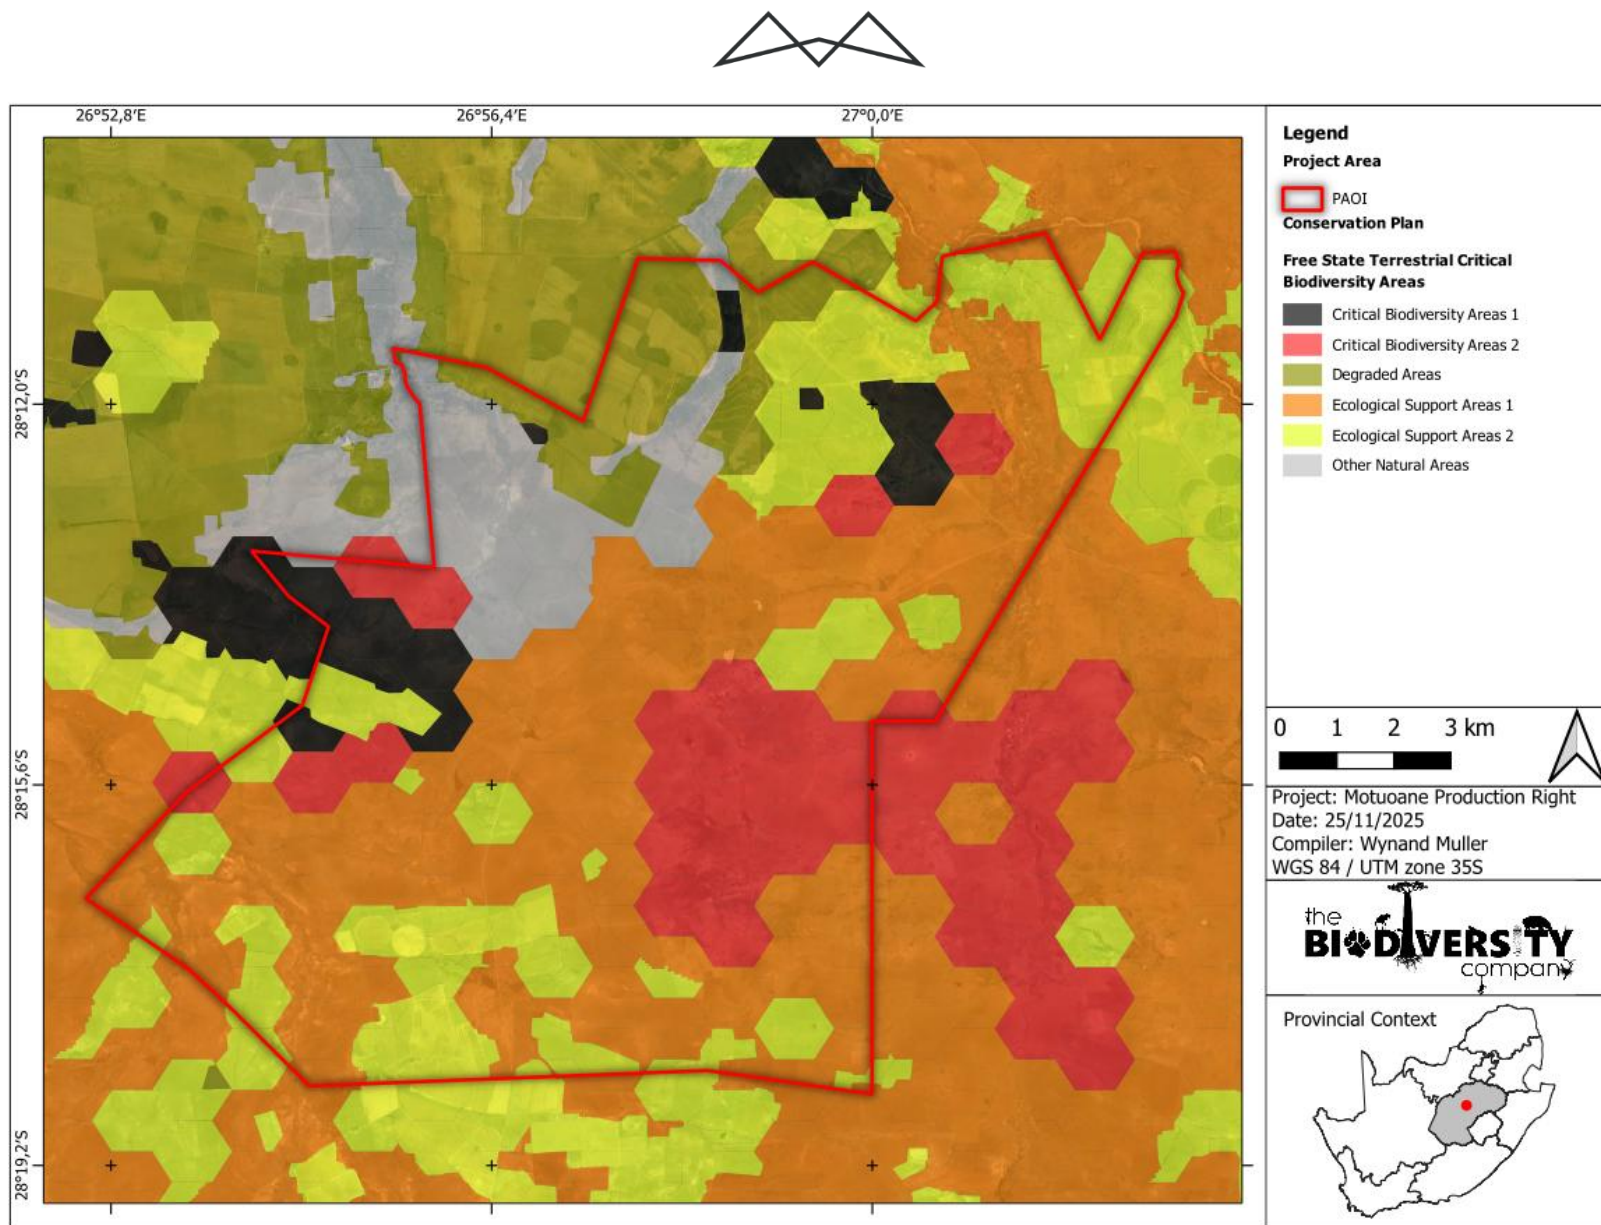 26°52,8'E
26°56,4'E
27°0,0'E
28°12,0'S
28°15,6'S
28°19,2'S
Legend
Project Area
PAOI
Conservation Plan
Free State Terrestrial Critical
Biodiversity Areas
Critical Biodiversity Areas 1
Critical Biodiversity Areas 2
Degraded Areas
Ecological Support Areas 1
Ecological Support Areas 2
Other Natural Areas
0 1 2 3 km
Project: Motuoane Production Right
Date: 25/11/2025
Compiler: Wynand Muller
WGS 84 / UTM zone 35S
the
BIODIVERSITY
company
Provincial Context